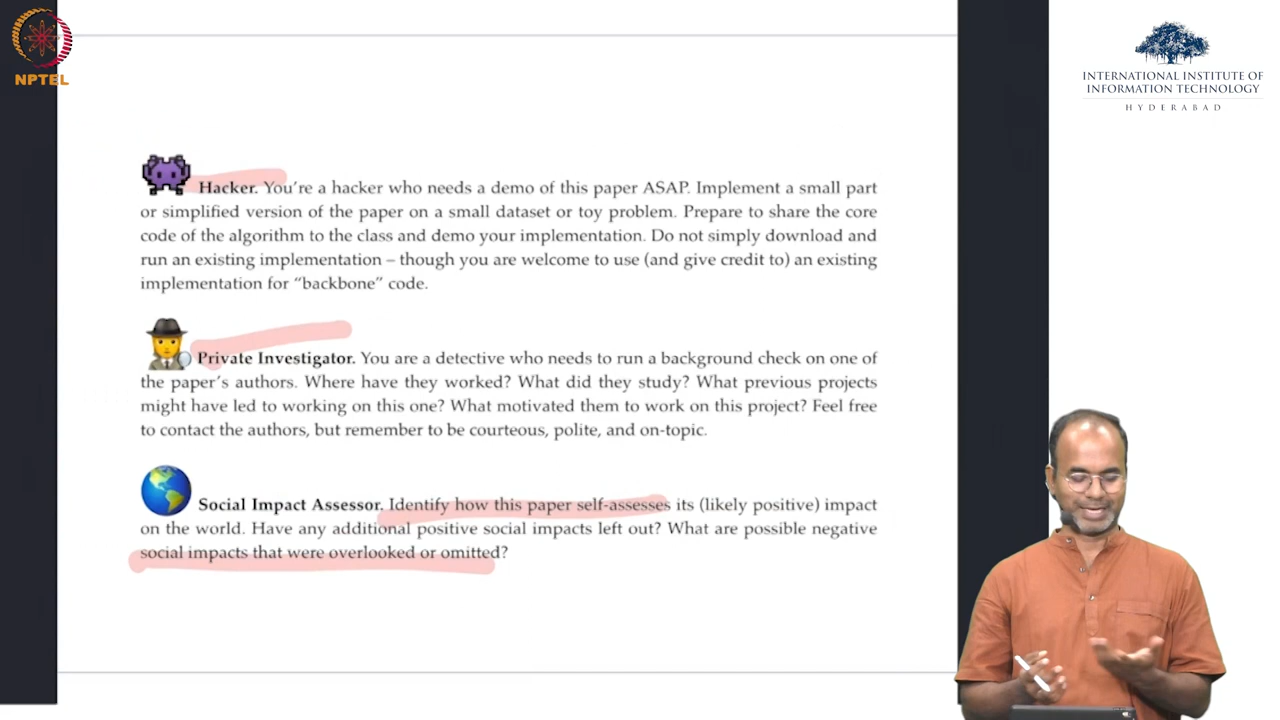 NPTEL
INTERNATIONAL INSTITUTE OF
INFORMATION TECHNOLOGY
HYDERABAD
Hacker. You're a hacker who needs a demo of this paper ASAP. Implement a small part
or simplified version of the paper on a small dataset or toy problem. Prepare to share the core
code of the algorithm to the class and demo your implementation. Do not simply download and
run an existing implementation – though you are welcome to use (and give credit to) an existing
implementation for “backbone” code.
Private Investigator. You are a detective who needs to run a background check on one of
the paper's authors. Where have they worked? What did they study? What previous projects
might have led to working on this one? What motivated them to work on this project? Feel free
to contact the authors, but remember to be courteous, polite, and on-topic.
Social Impact Assessor. Identify how this paper self-assesses its (likely positive) impact
on the world. Have any additional positive social impacts left out? What are possible negative
social impacts that were overlooked or omitted?